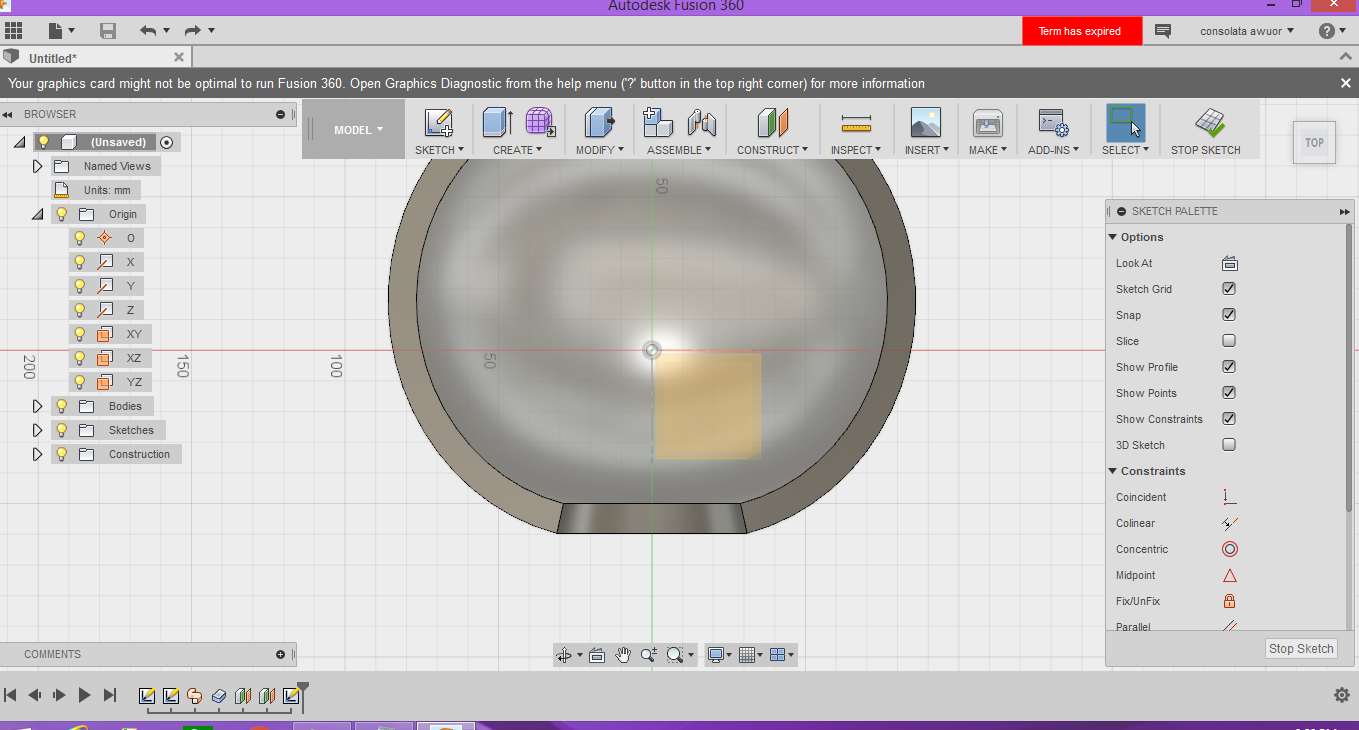 Autodesk Fusion 360
Term has expired
consolata awuor
?
Untitled*
Your graphics card might not be optimal to run Fusion 360. Open Graphics Diagnostic from the help menu ('?' button in the top right corner) for more information
BROWSER
MODEL
SKETCH
CREATE
MODIFY
ASSEMBLE
CONSTRUCT
INSPECT
INSERT
MAKE
ADD-INS
SELECT
STOP SKETCH
TOP
(Unsaved)
Named Views
Units: mm
Origin
O
X
Y
Z
XY
XZ
YZ
Bodies
Sketches
Construction
50
200
150
100
50
SKETCH PALETTE
Options
Look At
Sketch Grid
Snap
Slice
Show Profile
Show Points
Show Constraints
3D Sketch
Constraints
Coincident
Colinear
Concentric
Midpoint
Fix/UnFix
Parallel
Stop Sketch
COMMENTS